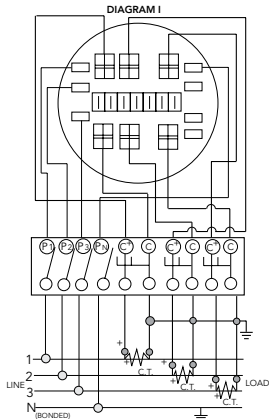 DIAGRAM I
P1 P2 P3 PN C+ C C+ C C+ C
+
1 C.T.
+
LINE 2 C.T. LOAD
+
3 C.T.
N
(BONDED)